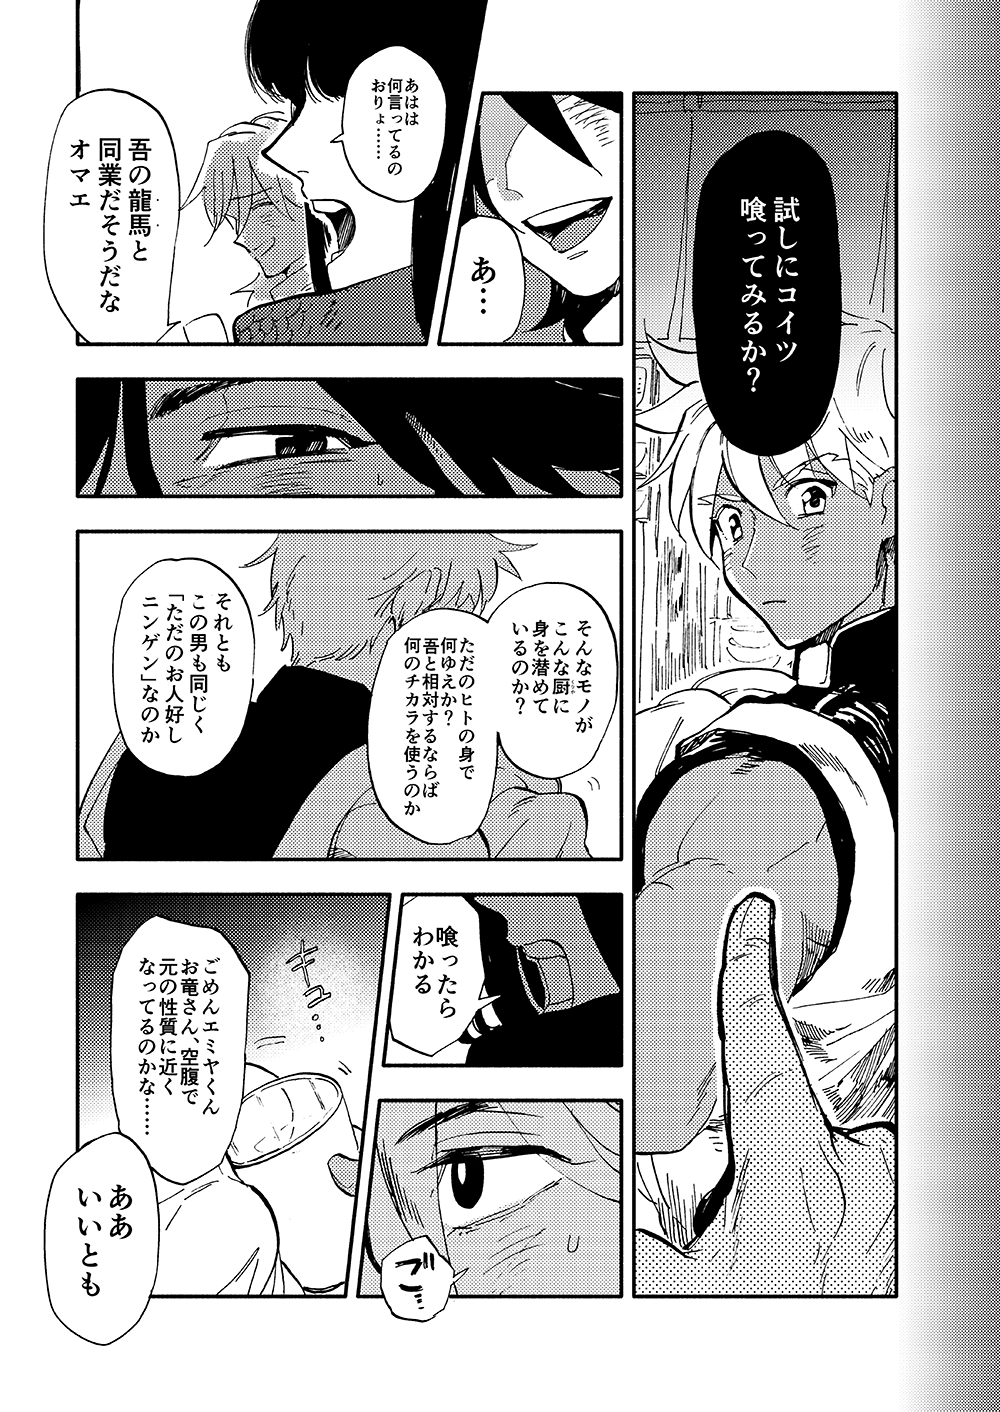 試しにコイツ
喰ってみるか？
あ…
あはは
何言ってるの
おりょ……
吾の龍馬と
同業だそうだな
オマエ
そんなモノが
こんな厨に
身を潜めて
いるのか？
ただのヒトの身で
何ゆえか？
吾と相対するならば
何のチカラを使うのか
それとも
この男も同じく
「ただのお人好し
ニンゲン」なのか
喰ったら
わかる
ブ…
キュ…
ごめんエミヤくん
お竜さん、空腹で
元の性質に近く
なってるのかな……
ああ
いいとも